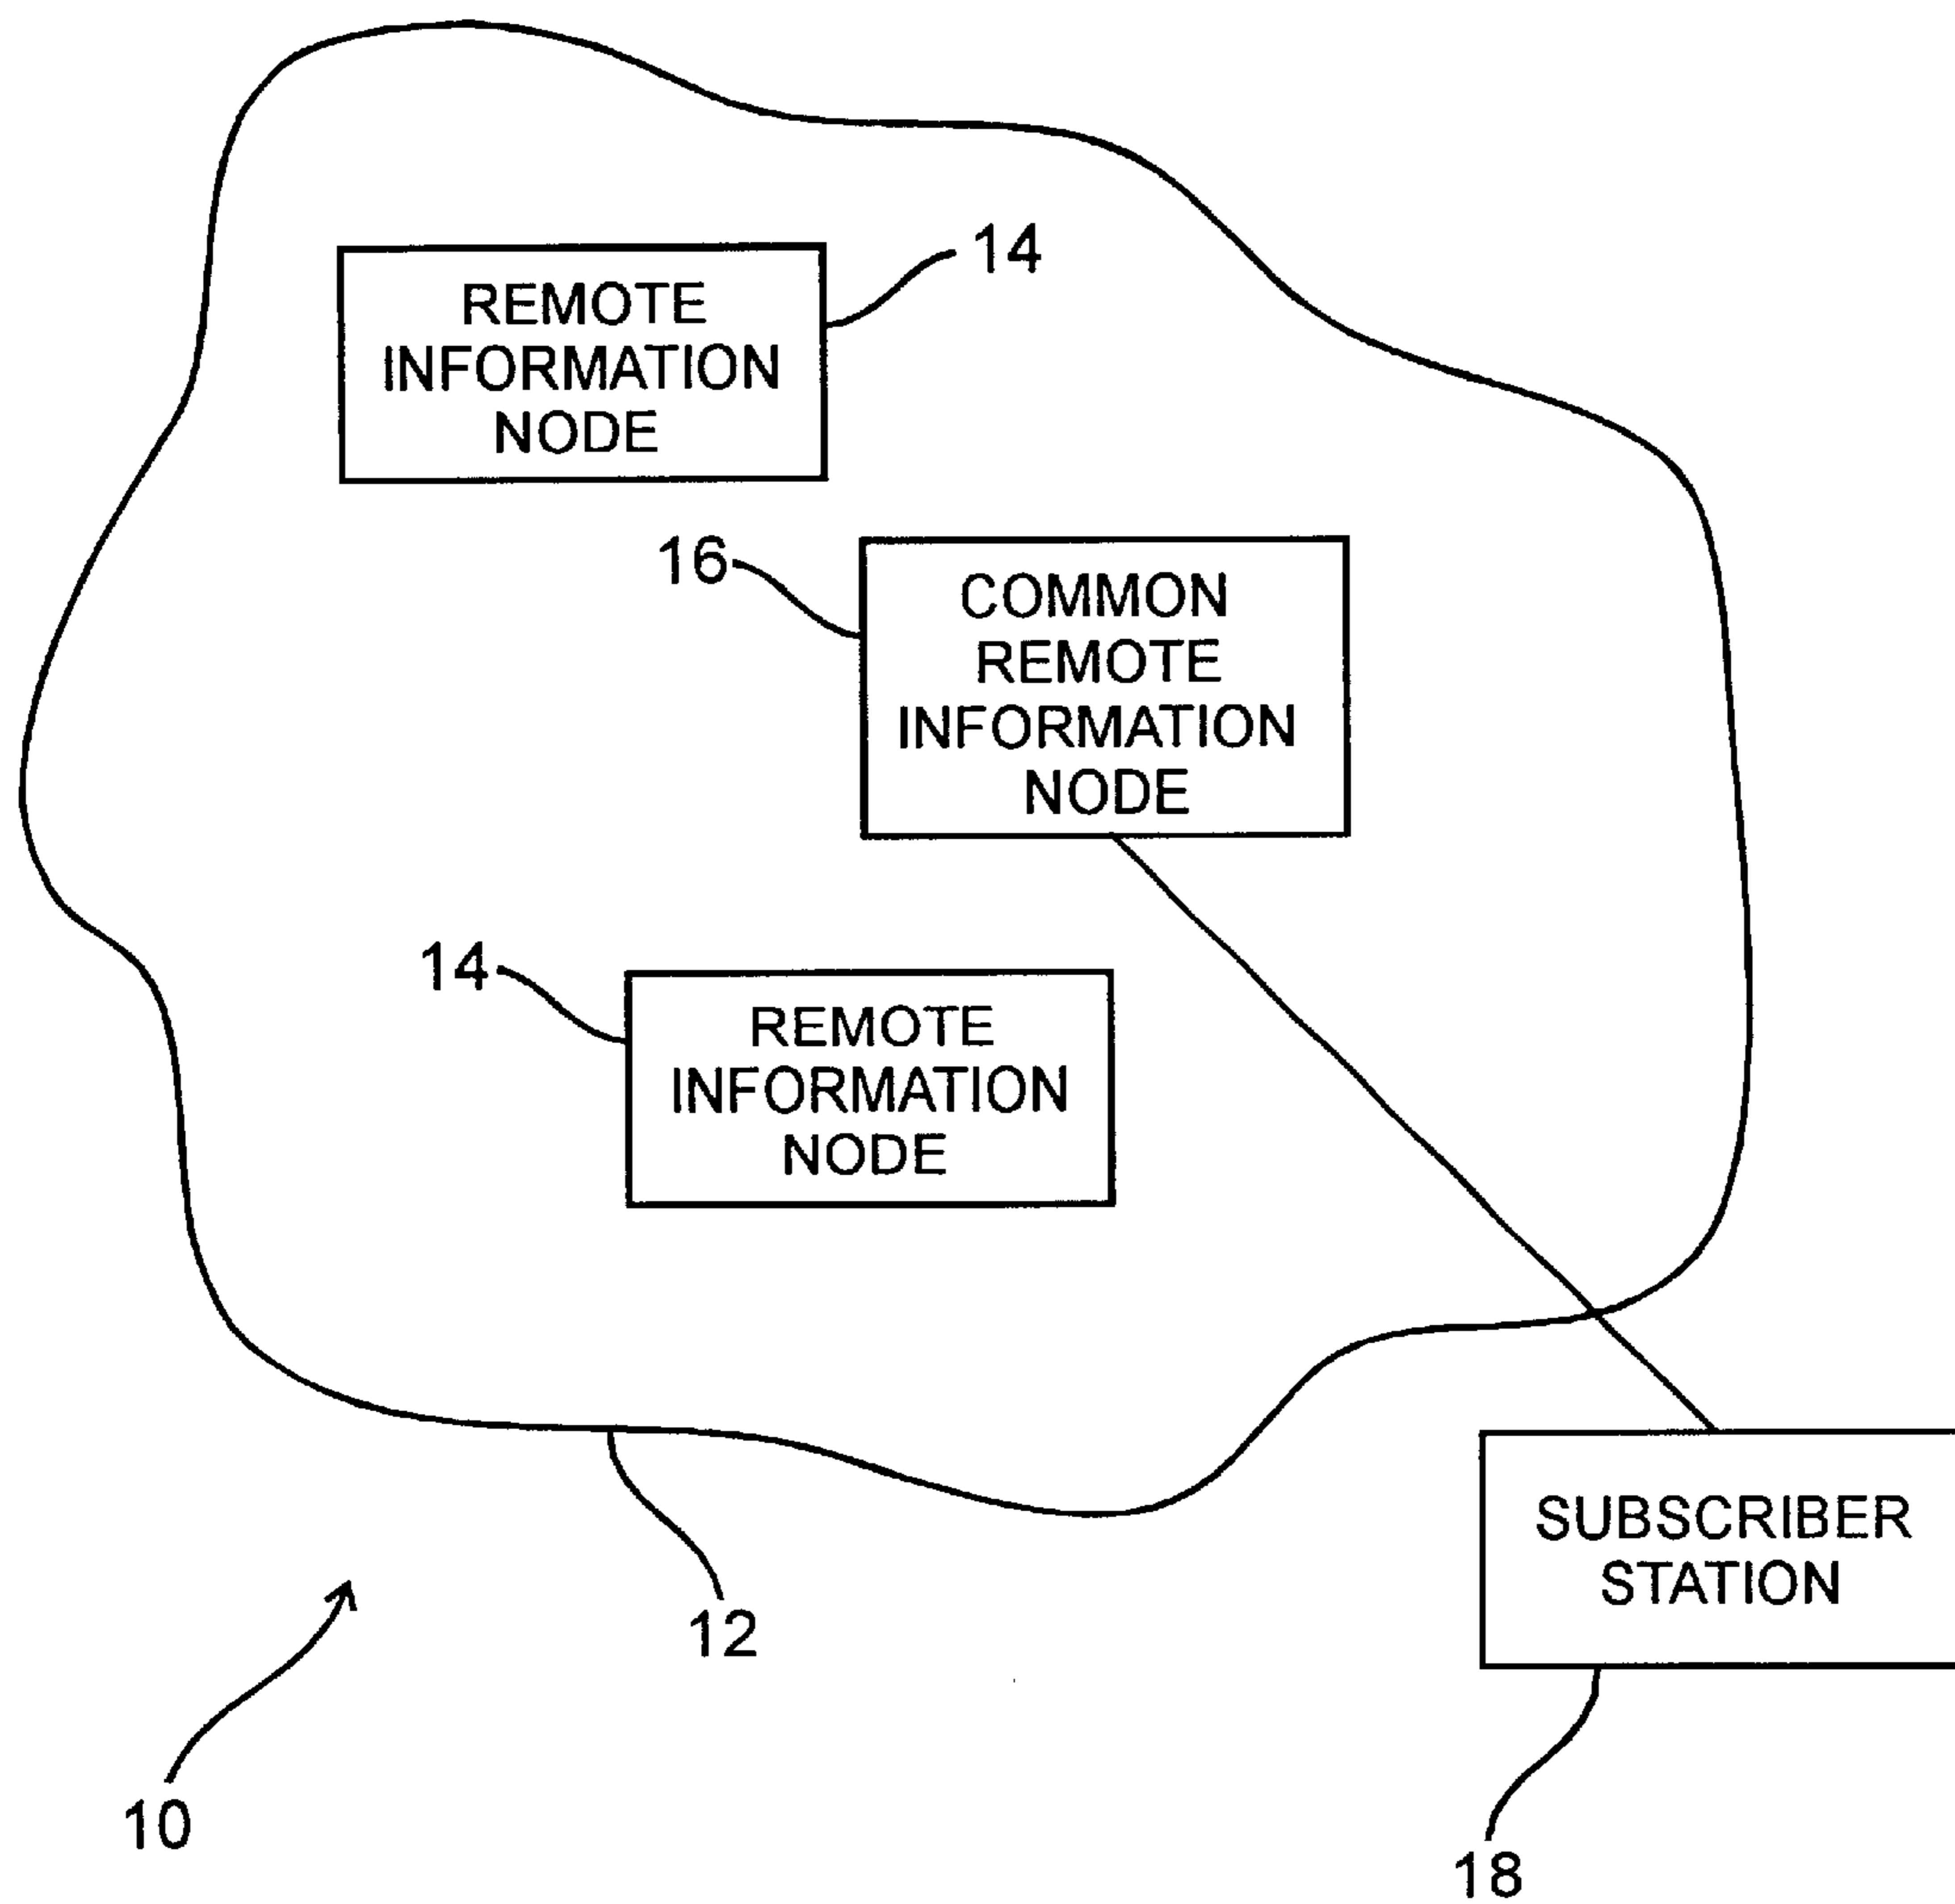 14
REMOTE
INFORMATION
NODE
16
COMMON
REMOTE
INFORMATION
NODE
14
REMOTE
INFORMATION
NODE
SUBSCRIBER
STATION
12
10
18